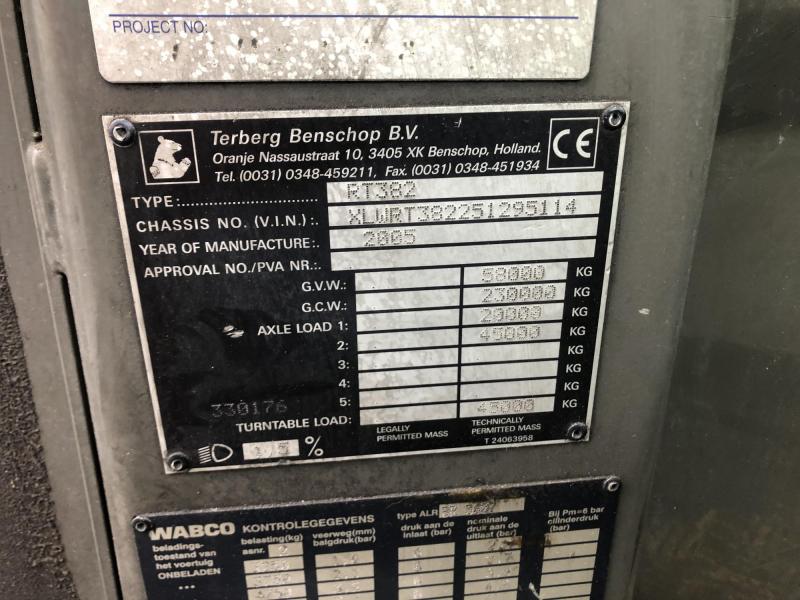 PROJECT NO:
Terberg Benschop B.V.
Oranje Nassaustraat 10, 3405 XK Benschop, Holland.
Tel. (0031) 0348-459211, Fax. (0031) 0348-451934
CE
TYPE: RT382
CHASSIS NO. (V.I.N.): XLWRT382251295114
YEAR OF MANUFACTURE: 2005
APPROVAL NO./PVA NR.:
G.V.W.: 58000 KG
G.C.W.: 230000 KG
AXLE LOAD 1: 20000 KG
2: 45000 KG
3: KG
4: KG
5: KG
330176
TURNTABLE LOAD: 43000 KG
LEGALLY PERMITTED MASS
TECHNICALLY PERMITTED MASS
%
T 24063958
WABCO KONTROLEGEGEVENS type ALR
beladings-
toestand van
het voertuig
ONBELADEN
...
belasting(kg)
asnr. 2
veerweg(mm)
balgdruk(bar)
druk aan de
inlaat (bar)
nominale
druk aan de
uitlaat (bar)
Bij Pm=6 bar
cilinderdruk
(bar)